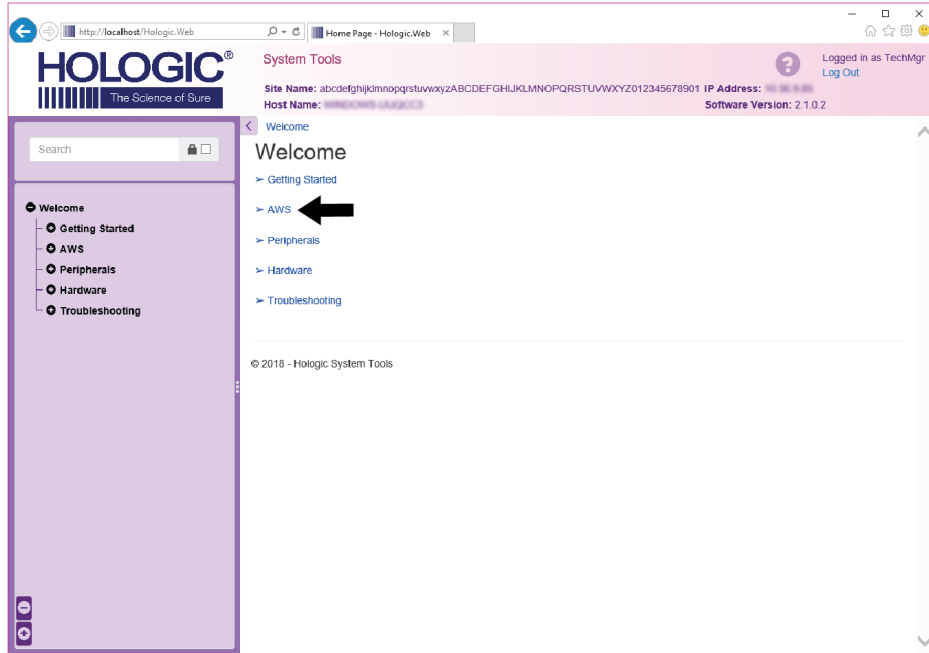 http://localhost/Hologic.Web
Home Page - Hologic.Web
HOLOGIC®
The Science of Sure
System Tools
Logged in as TechMgr
Log Out
Site Name: abcdefghijklmnopqrstuvwxyzABCDEFGHIJKLMNOPQRSTUVWXYZ012345678901 IP Address:
Host Name:
Software Version: 2.1.0.2
Search
Welcome
Getting Started
AWS
Peripherals
Hardware
Troubleshooting
Welcome
Welcome
➢ Getting Started
➢ AWS
➢ Peripherals
➢ Hardware
➢ Troubleshooting
© 2018 - Hologic System Tools